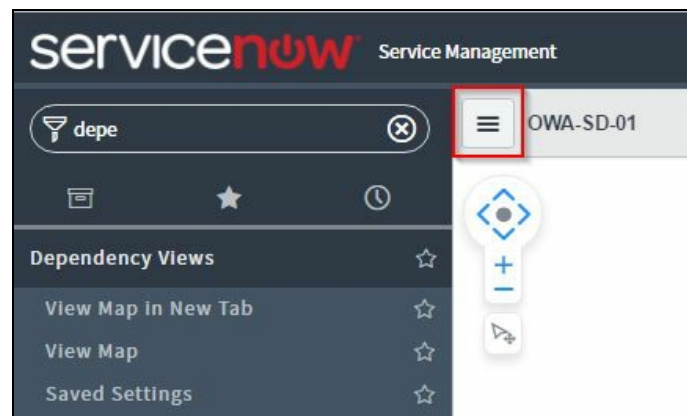 servicenow Service Management
depe
OWA-SD-01
Dependency Views
View Map in New Tab
View Map
Saved Settings